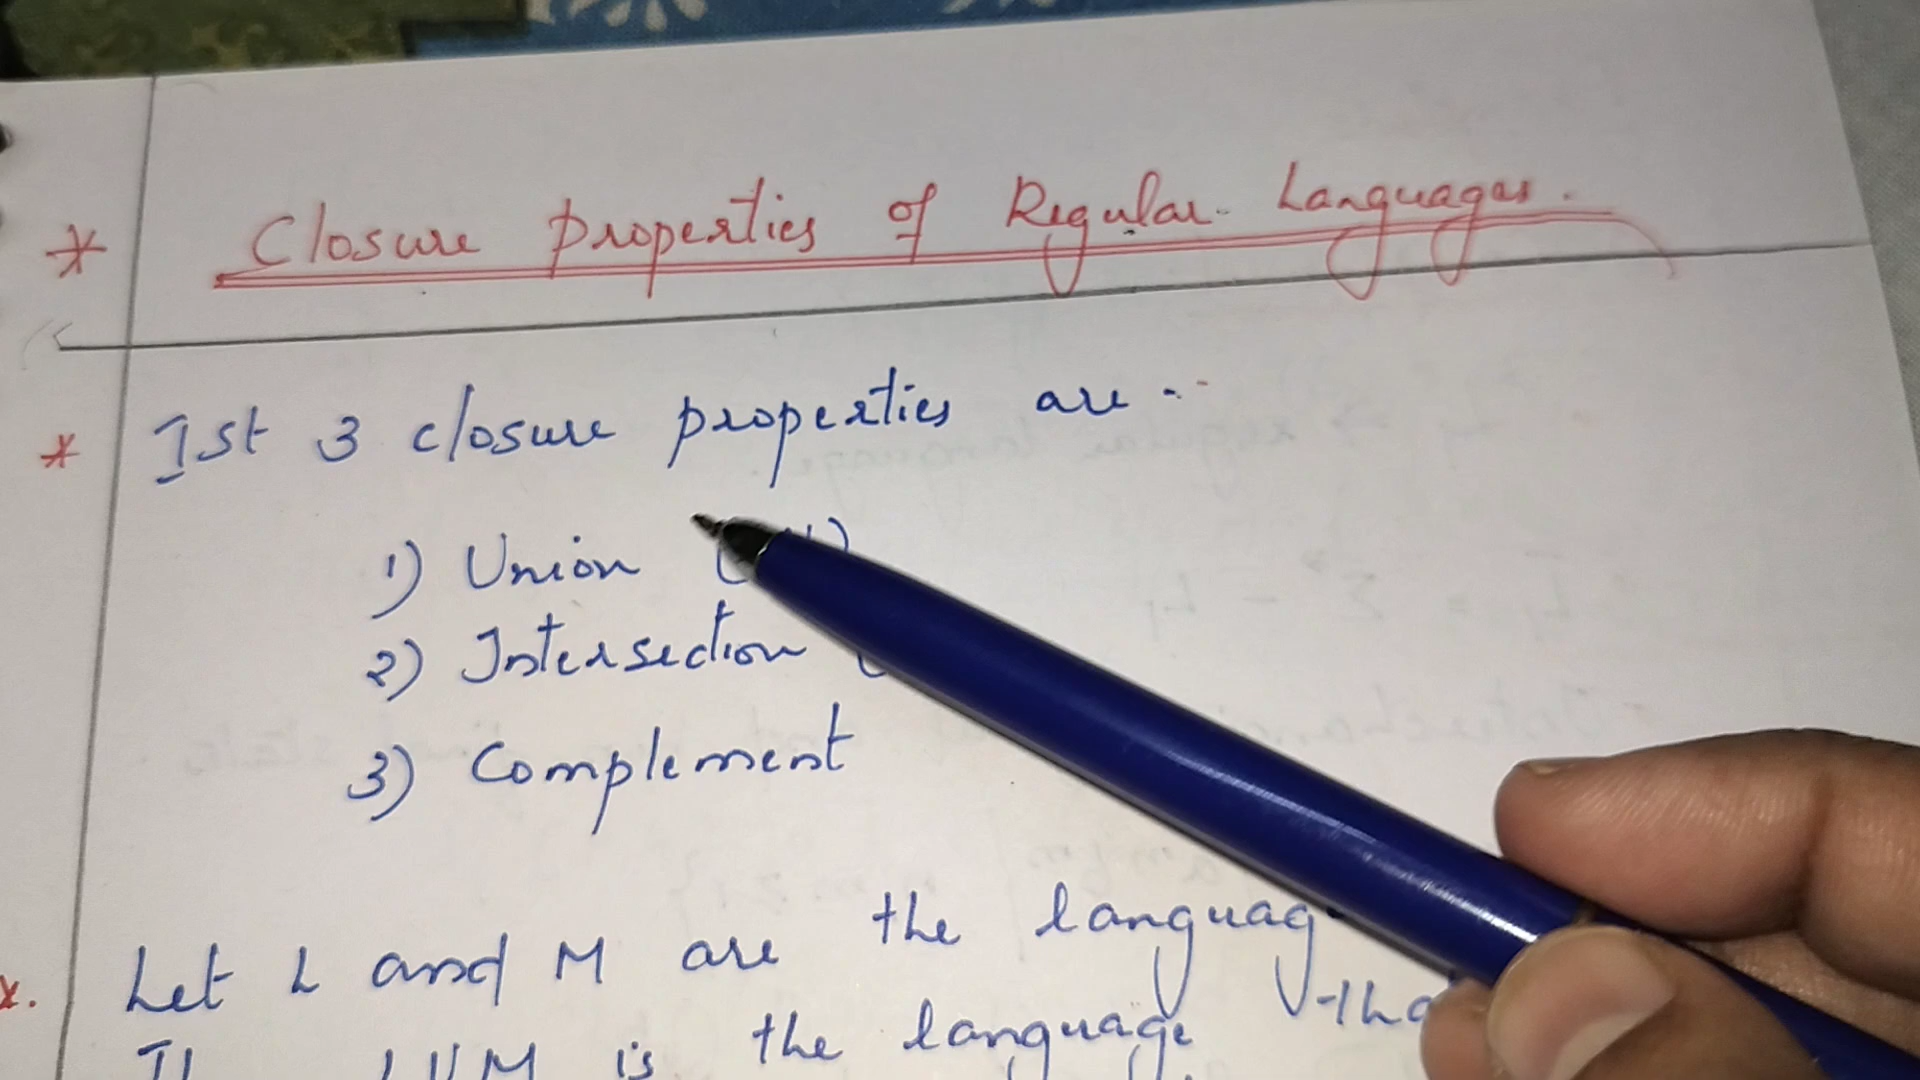 * Closure properties of Regular Languages.
* Ist 3 closure properties are :-
1) Union
2) Intersection
3) Complement
*. Let L and M are the
is the language